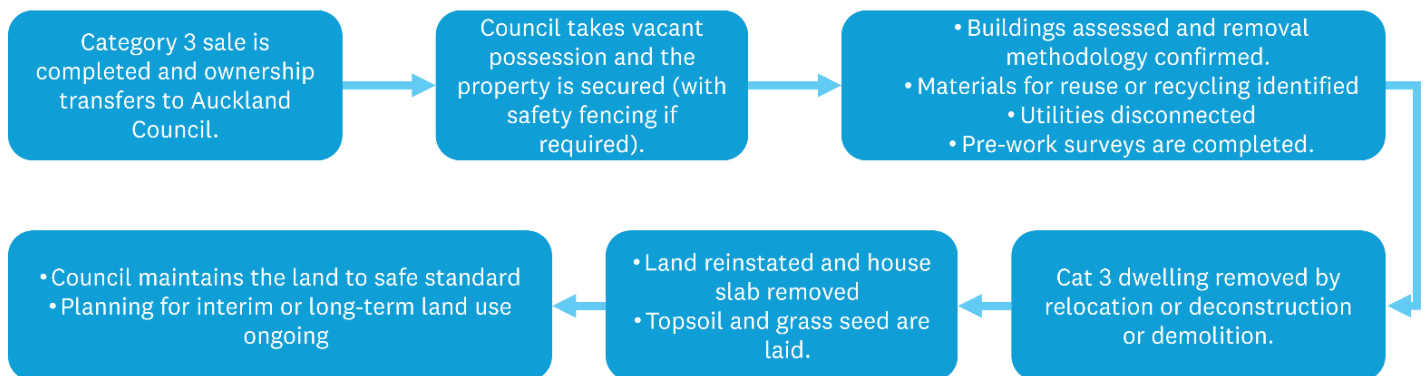 Category 3 sale is
completed and ownership
transfers to Auckland
Council.
Council takes vacant
possession and the
property is secured (with
safety fencing if
required).
• Buildings assessed and removal
methodology confirmed.
• Materials for reuse or recycling identified
• Utilities disconnected
• Pre-work surveys are completed.
Cat 3 dwelling removed by
relocation or deconstruction
or demolition.
• Land reinstated and house
slab removed
• Topsoil and grass seed are
laid.
• Council maintains the land to safe standard
• Planning for interim or long-term land use
ongoing